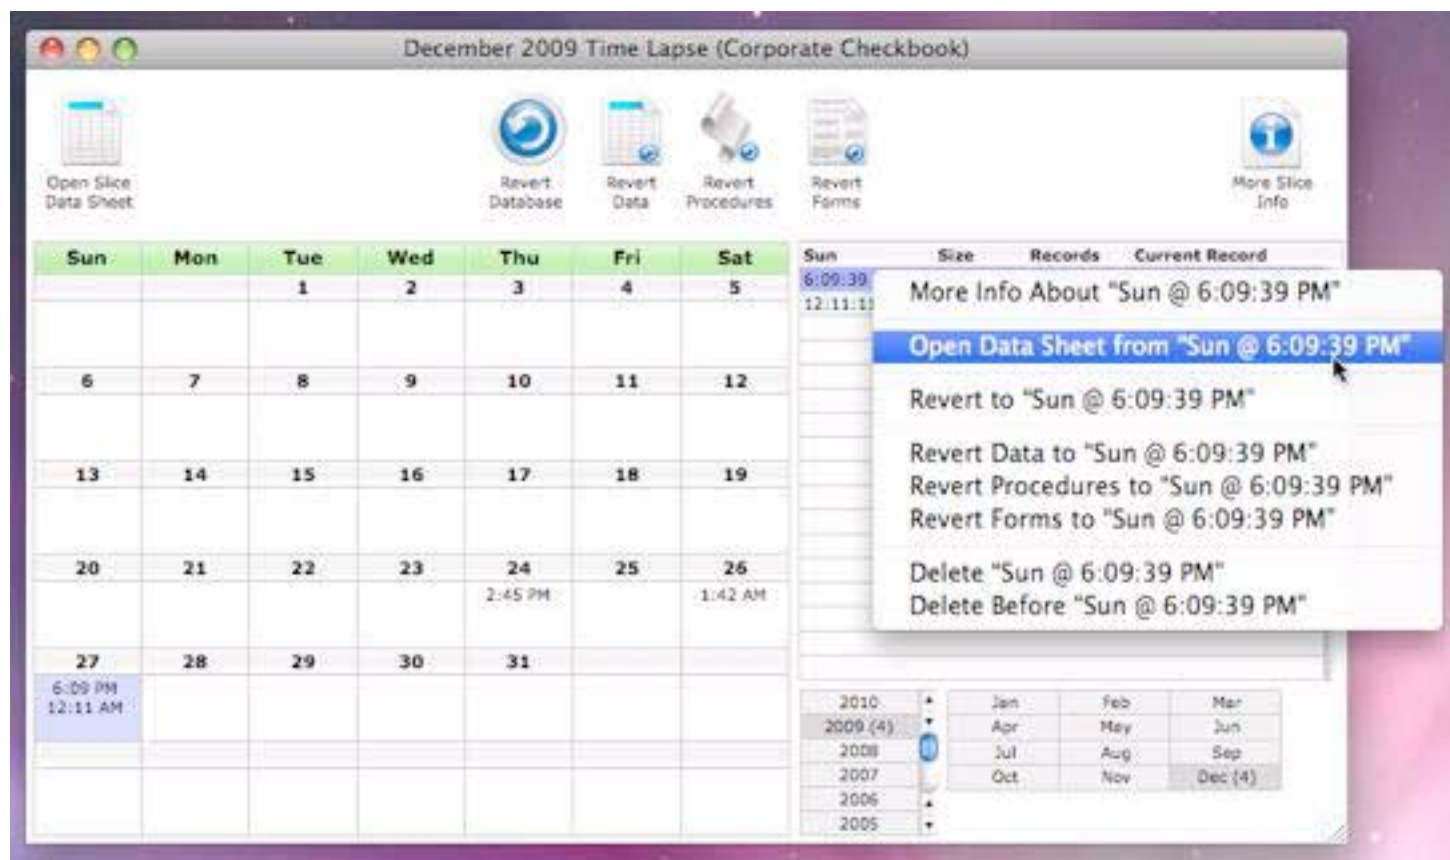 December 2009 Time Lapse (Corporate Checkbook)
Open Slice
Data Sheet
Revert
Database
Revert
Data
Revert
Procedures
Revert
Forms
More Slice
Info
Sun Mon Tue Wed Thu Fri Sat
1 2 3 4 5
6 7 8 9 10 11 12
13 14 15 16 17 18 19
20 21 22 23 24 25 26
2:45 PM 1:42 AM
27 28 29 30 31
6:09 PM
12:11 AM
Sun Size Records Current Record
6:09:39
12:11:11
More Info About "Sun @ 6:09:39 PM"
Open Data Sheet from "Sun @ 6:09:39 PM"
Revert to "Sun @ 6:09:39 PM"
Revert Data to "Sun @ 6:09:39 PM"
Revert Procedures to "Sun @ 6:09:39 PM"
Revert Forms to "Sun @ 6:09:39 PM"
Delete "Sun @ 6:09:39 PM"
Delete Before "Sun @ 6:09:39 PM"
2010
2009 (4)
2008
2007
2006
2005
Jan Feb Mar
Apr May Jun
Jul Aug Sep
Oct Nov Dec (4)